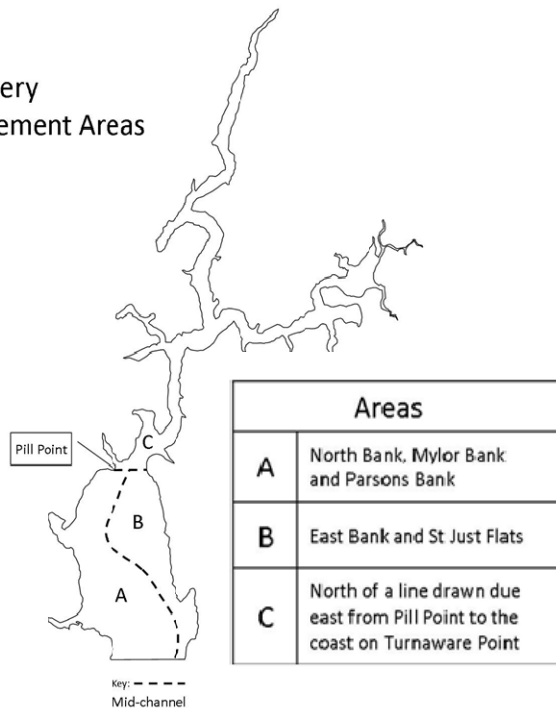 ery
ement Areas
Pill Point
C
B
A
Key:
Mid-channel
Areas
A
North Bank, Mylor Bank
and Parsons Bank
B
East Bank and St Just Flats
C
North of a line drawn due
east from Pill Point to the
coast on Turnaware Point